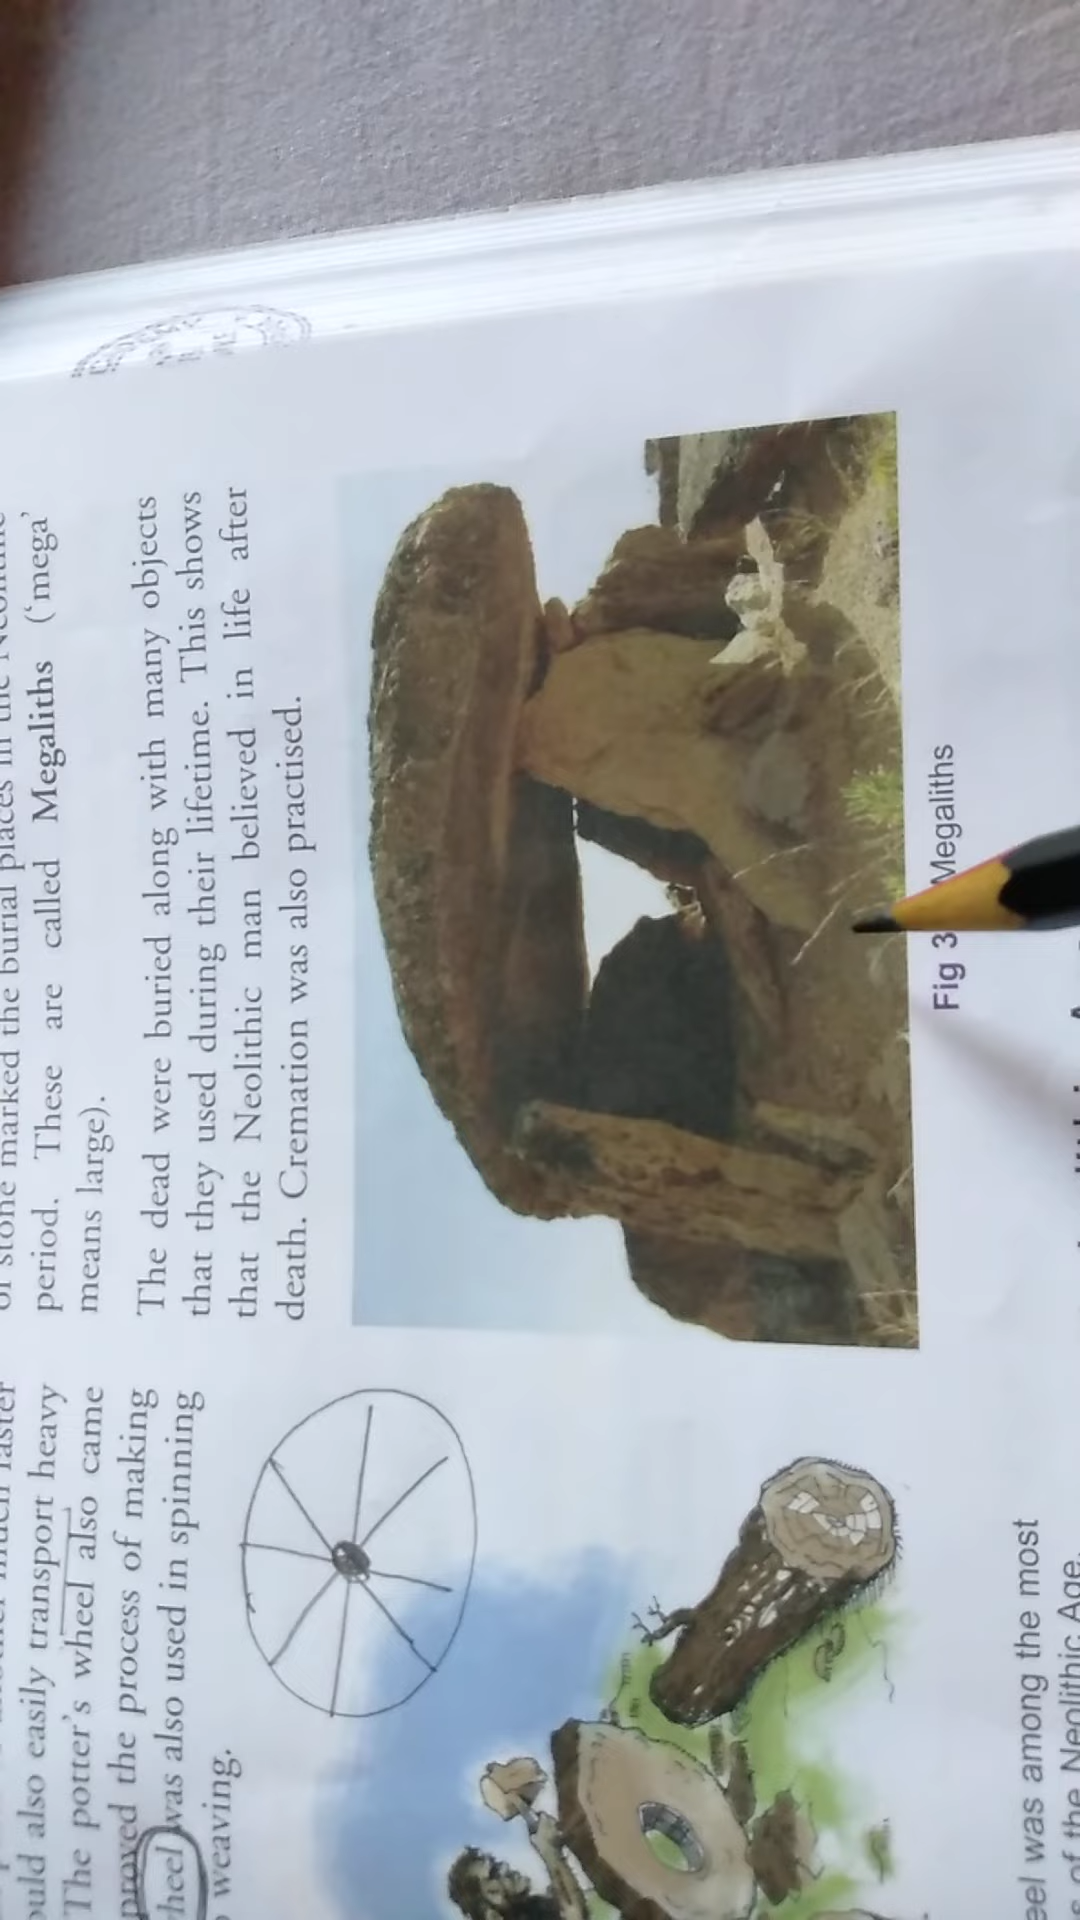 ould also easily transport heavy
The potter's wheel also came
proved the process of making
heel was also used in spinning
weaving.
eel was among the most
of the Neolithic Age.
of stone marked the burial places in the
period. These are called Megaliths ('mega'
means large).
The dead were buried along with many objects
that they used during their lifetime. This shows
that the Neolithic man believed in life after
death. Cremation was also practised.
Fig 3 Megaliths